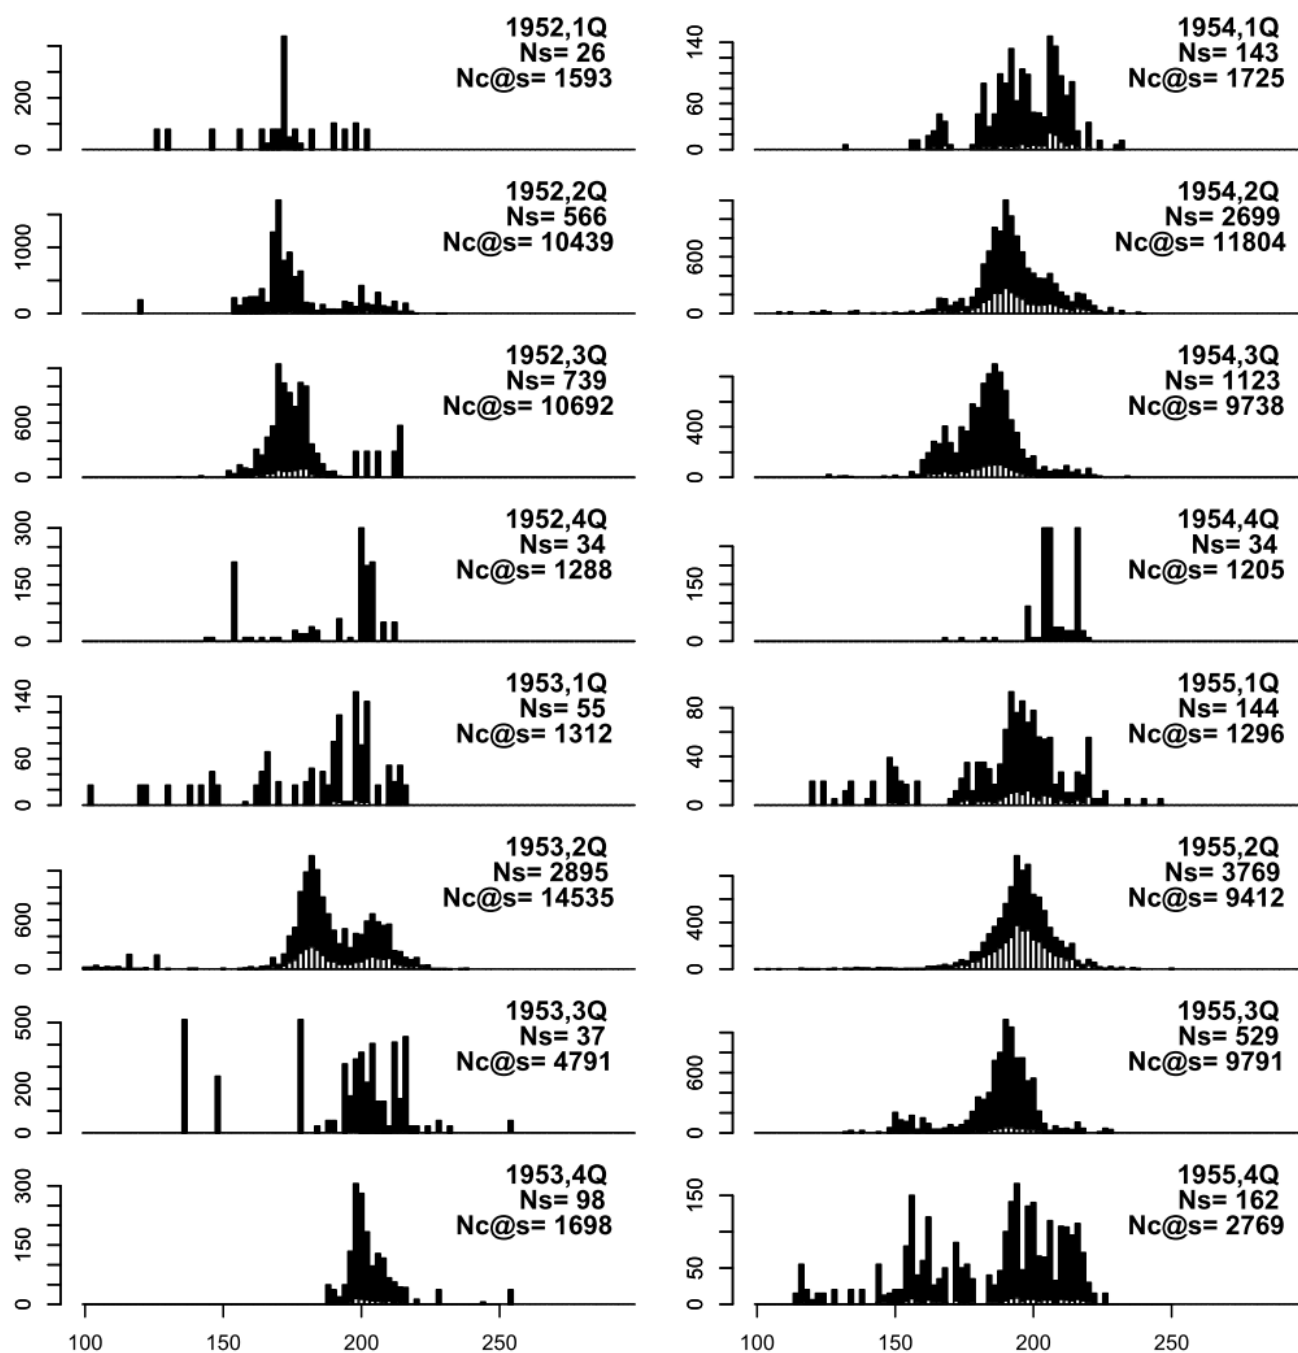 1952,1Q
Ns= 26
Nc@s= 1593
0
200
1952,2Q
Ns= 566
Nc@s= 10439
0
1000
1952,3Q
Ns= 739
Nc@s= 10692
0
600
1952,4Q
Ns= 34
Nc@s= 1288
0
150
300
1953,1Q
Ns= 55
Nc@s= 1312
0
60
140
1953,2Q
Ns= 2895
Nc@s= 14535
0
600
1953,3Q
Ns= 37
Nc@s= 4791
0
200
500
1953,4Q
Ns= 98
Nc@s= 1698
0
150
300
100
150
200
250
1954,1Q
Ns= 143
Nc@s= 1725
0
60
140
1954,2Q
Ns= 2699
Nc@s= 11804
0
600
1954,3Q
Ns= 1123
Nc@s= 9738
0
400
1954,4Q
Ns= 34
Nc@s= 1205
0
150
1955,1Q
Ns= 144
Nc@s= 1296
0
40
80
1955,2Q
Ns= 3769
Nc@s= 9412
0
400
1955,3Q
Ns= 529
Nc@s= 9791
0
600
1955,4Q
Ns= 162
Nc@s= 2769
0
50
150
100
150
200
250